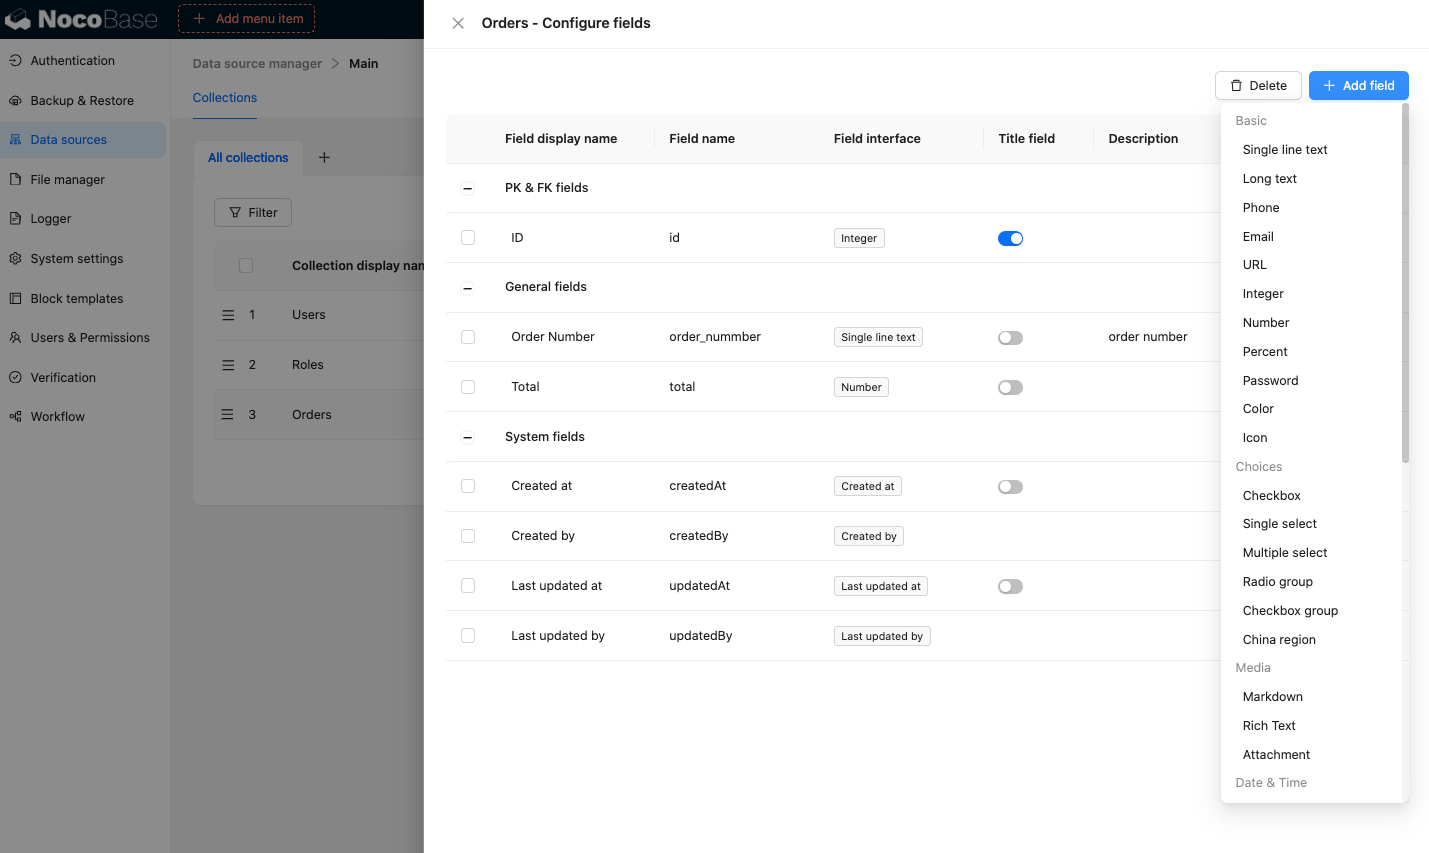 NocoBase
Add menu item
Authentication
Backup & Restore
Data sources
File manager
Logger
System settings
Block templates
Users & Permissions
Verification
Workflow
Data source manager > Main
Collections
All collections
Filter
Collection display nam
1 Users
2 Roles
3 Orders
Orders - Configure fields
Delete
Add field
Field display name Field name Field interface Title field Description
PK & FK fields
ID id Integer
General fields
Order Number order_nummber Single line text order number
Total total Number
System fields
Created at createdAt Created at
Created by createdBy Created by
Last updated at updatedAt Last updated at
Last updated by updatedBy Last updated by
Basic
Single line text
Long text
Phone
Email
URL
Integer
Number
Percent
Password
Color
Icon
Choices
Checkbox
Single select
Multiple select
Radio group
Checkbox group
China region
Media
Markdown
Rich Text
Attachment
Date & Time